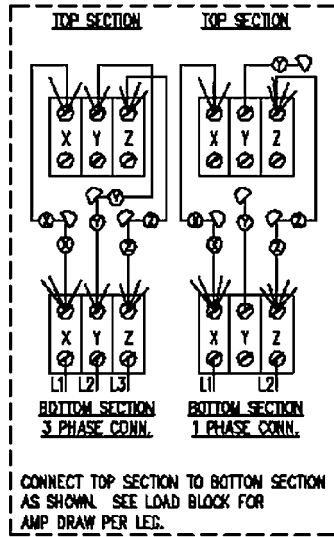 TOP SECTION TOP SECTION
Y
Y
X Y Z X Y Z
X Z X Z
X Y Z X Y Z
X Y Z X Y Z
L1 L2 L3 L1 L2
BOTTOM SECTION BOTTOM SECTION
3 PHASE CONN. 1 PHASE CONN.
CONNECT TOP SECTION TO BOTTOM SECTION
AS SHOWN. SEE LOAD BLOCK FOR
AMP DRAW PER LEG.